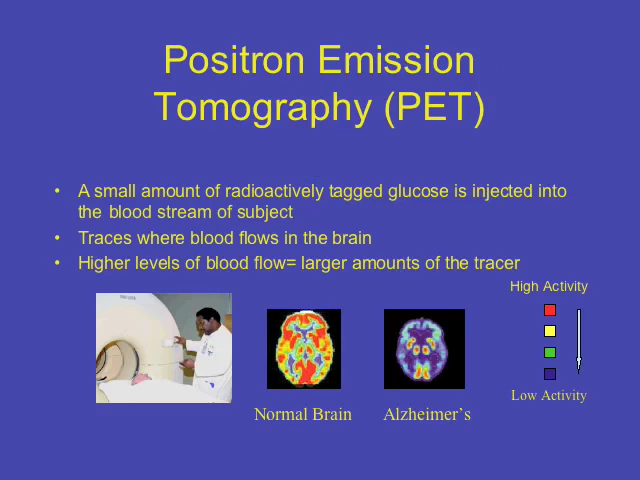 Positron Emission
Tomography (PET)
• A small amount of radioactively tagged glucose is injected into
the blood stream of subject
• Traces where blood flows in the brain
• Higher levels of blood flow= larger amounts of the tracer
High Activity
Low Activity
Normal Brain
Alzheimer's